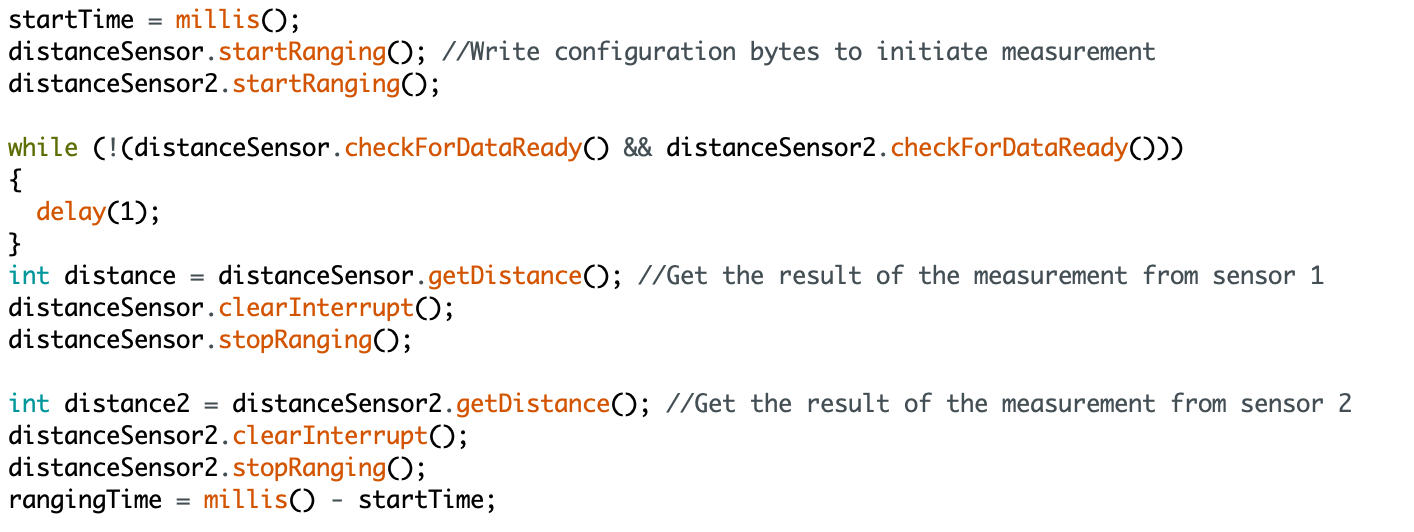 startTime = millis();
distanceSensor.startRanging(); //Write configuration bytes to initiate measurement
distanceSensor2.startRanging();

while (!(distanceSensor.checkForDataReady() && distanceSensor2.checkForDataReady()))
{
  delay(1);
}
int distance = distanceSensor.getDistance(); //Get the result of the measurement from sensor 1
distanceSensor.clearInterrupt();
distanceSensor.stopRanging();

int distance2 = distanceSensor2.getDistance(); //Get the result of the measurement from sensor 2
distanceSensor2.clearInterrupt();
distanceSensor2.stopRanging();
rangingTime = millis() - startTime;